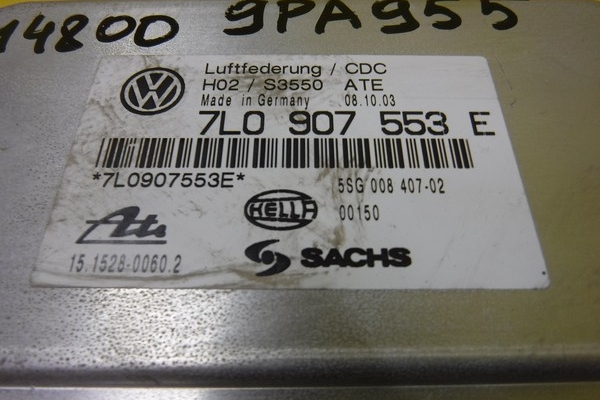 14800 9PA955
Luftfederung / CDC
H02 / S3550 ATE
Made in Germany 08.10.03
7L0 907 553 E
*7L0907553E* 5SG 008 407-02
HELLA 00150
Ate
15.1528-0060.2 SACHS